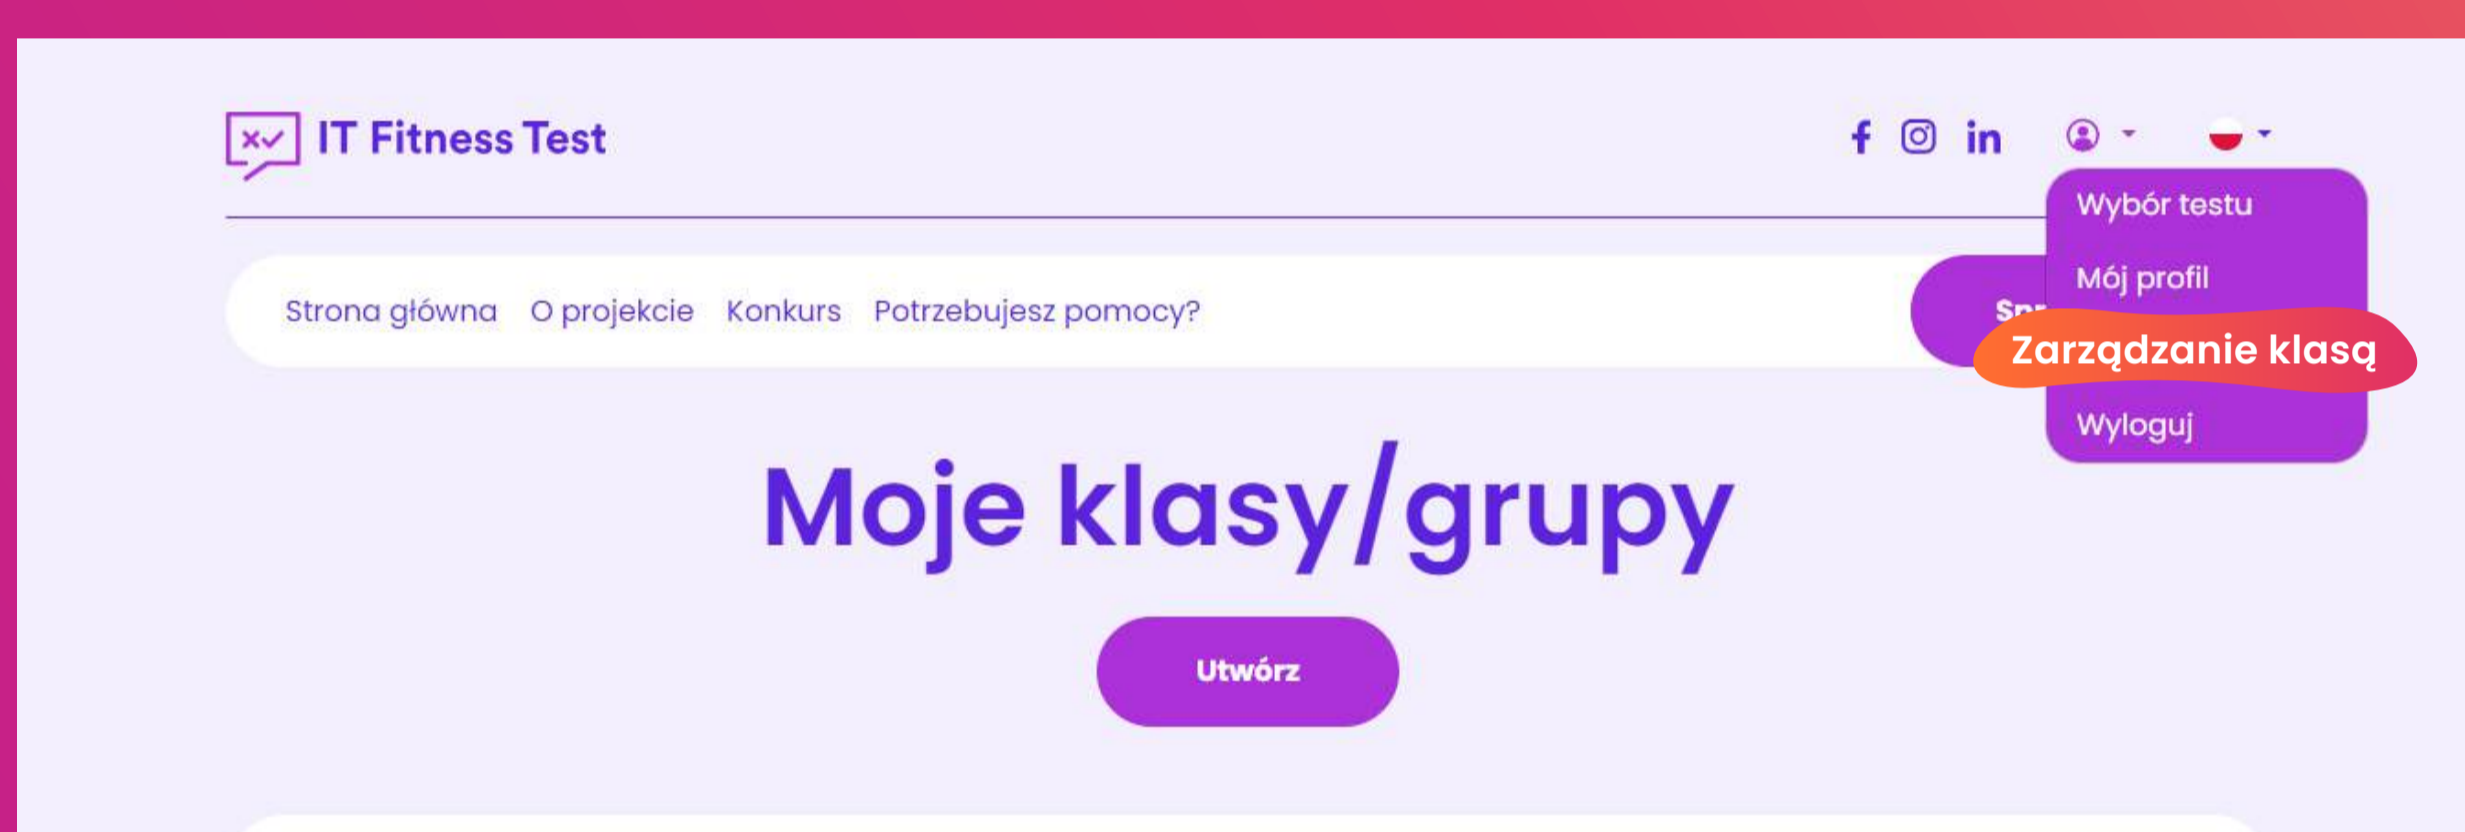 IT Fitness Test
Wybór testu
Mój profil
Zarządzanie klasą
Wyloguj
Strona główna O projekcie Konkurs Potrzebujesz pomocy?
Moje klasy/grupy
Utwórz